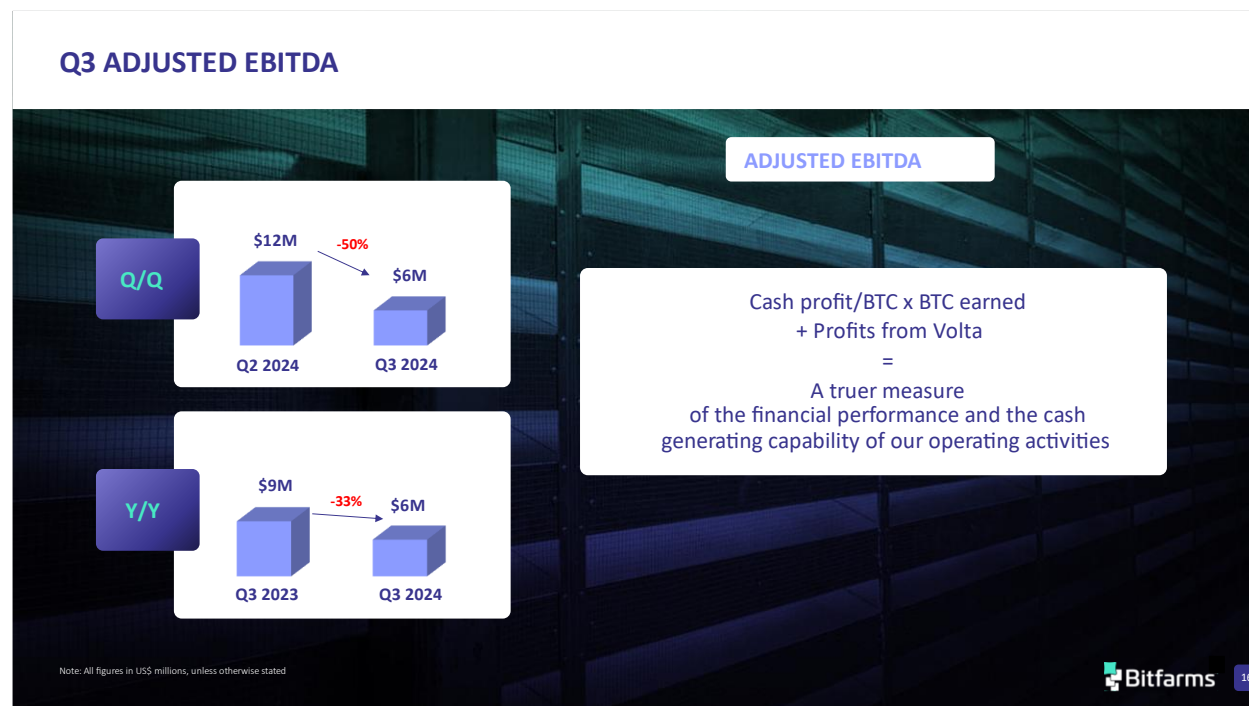 Q3 ADJUSTED EBITDA
ADJUSTED EBITDA
Q/Q
$12M
-50%
$6M
Q2 2024
Q3 2024
Y/Y
$9M
-33%
$6M
Q3 2023
Q3 2024
Cash profit/BTC x BTC earned
+ Profits from Volta
=
A truer measure
of the financial performance and the cash
generating capability of our operating activities
Note: All figures in US$ millions, unless otherwise stated
Bitfarms
16